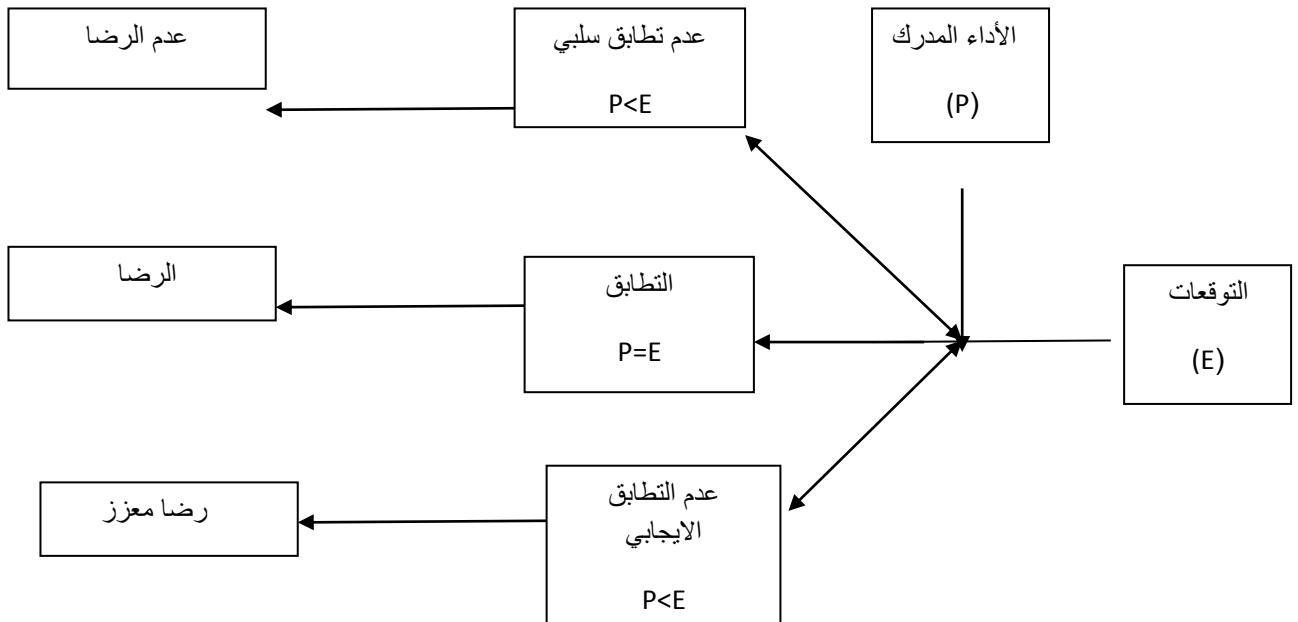 الأداء المدرك
(P)
عدم تطابق سلبي
P<E
عدم الرضا
التوقعات
(E)
التطابق
P=E
الرضا
عدم التطابق
الايجابي
P<E
رضا معزز